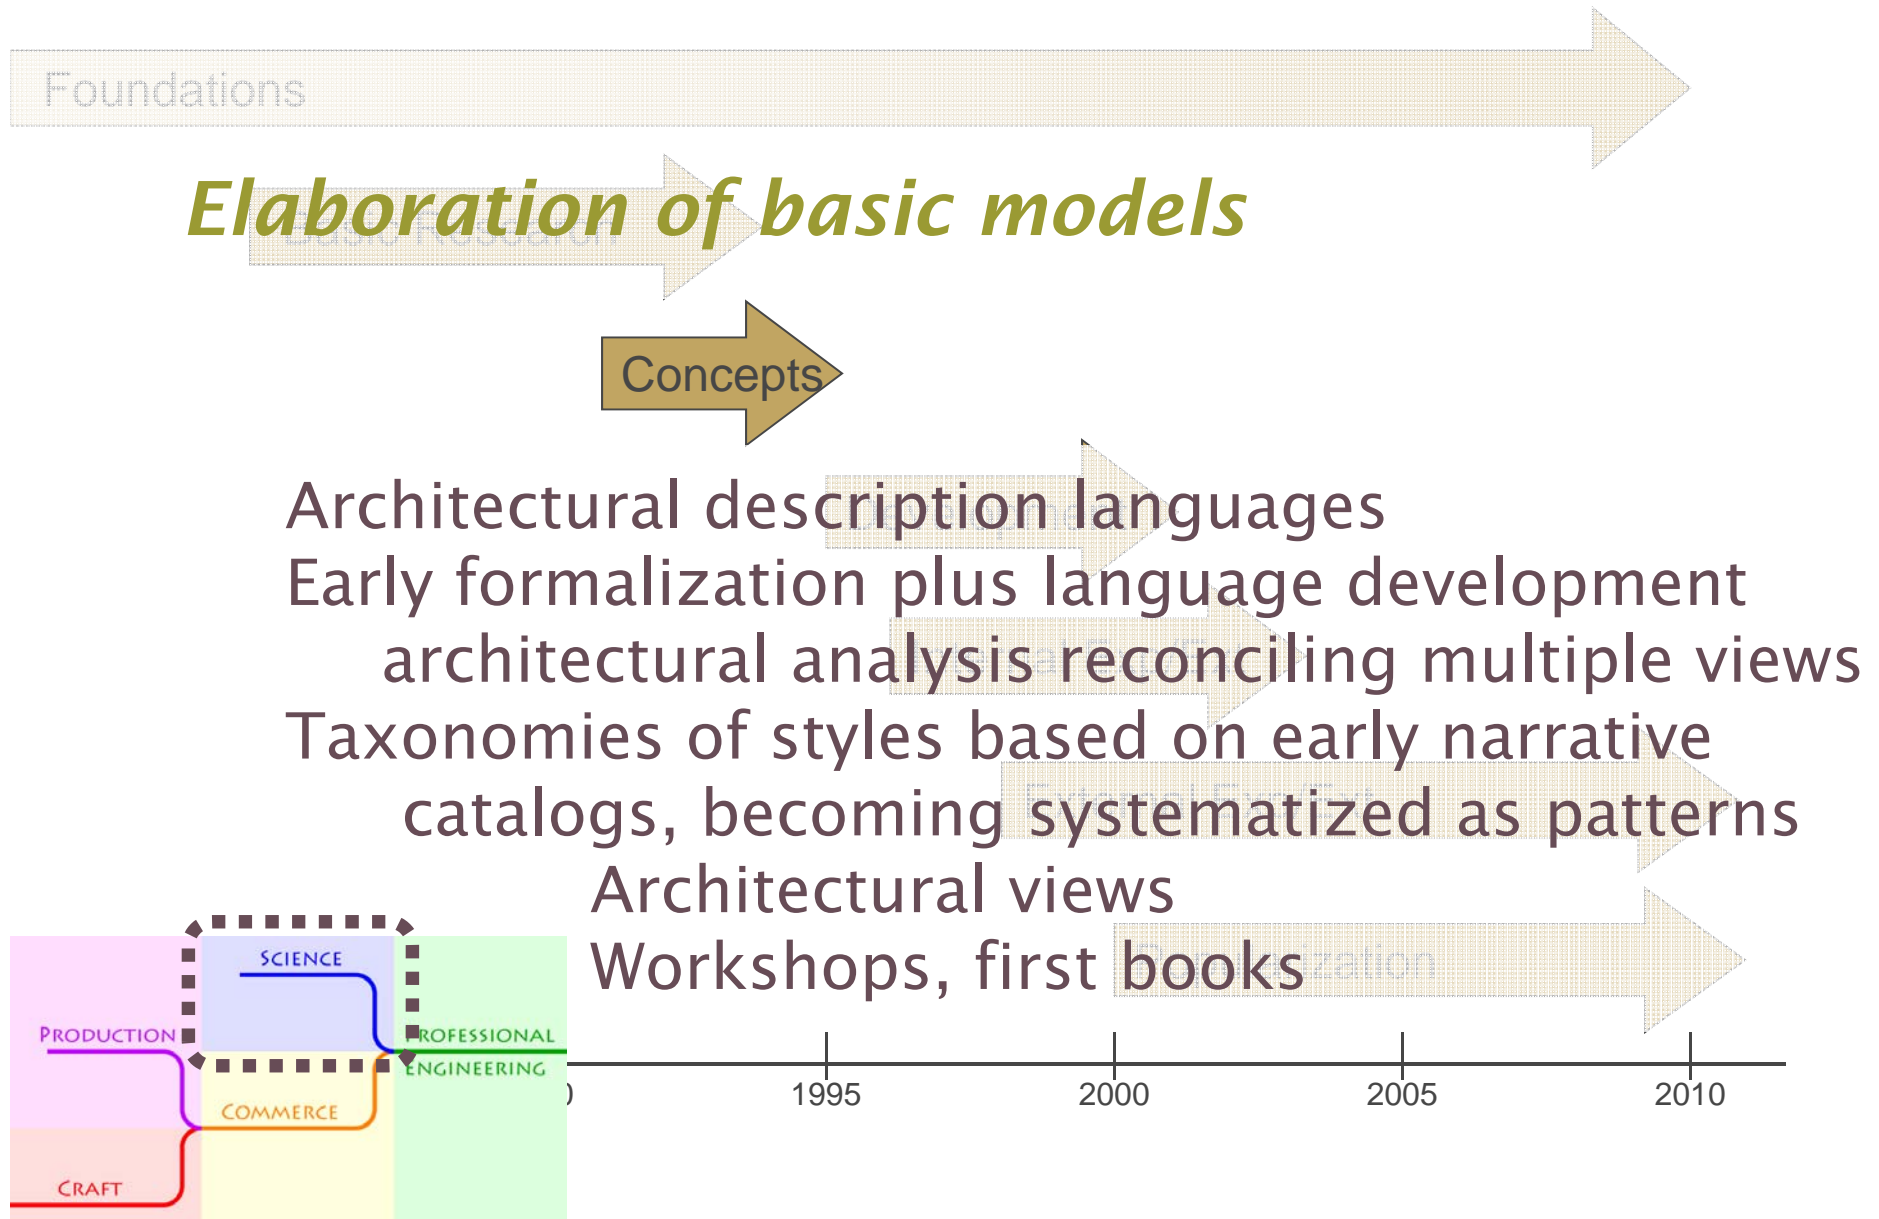 Foundations
Elaboration of basic models
Basic Research
Concepts
Architectural description languages
Early formalization plus language development
architectural analysis reconciling multiple views
Taxonomies of styles based on early narrative
catalogs, becoming systematized as patterns
Architectural views
Workshops, first books
SCIENCE
PRODUCTION
PROFESSIONAL
ENGINEERING
COMMERCE
CRAFT
1995
2000
2005
2010